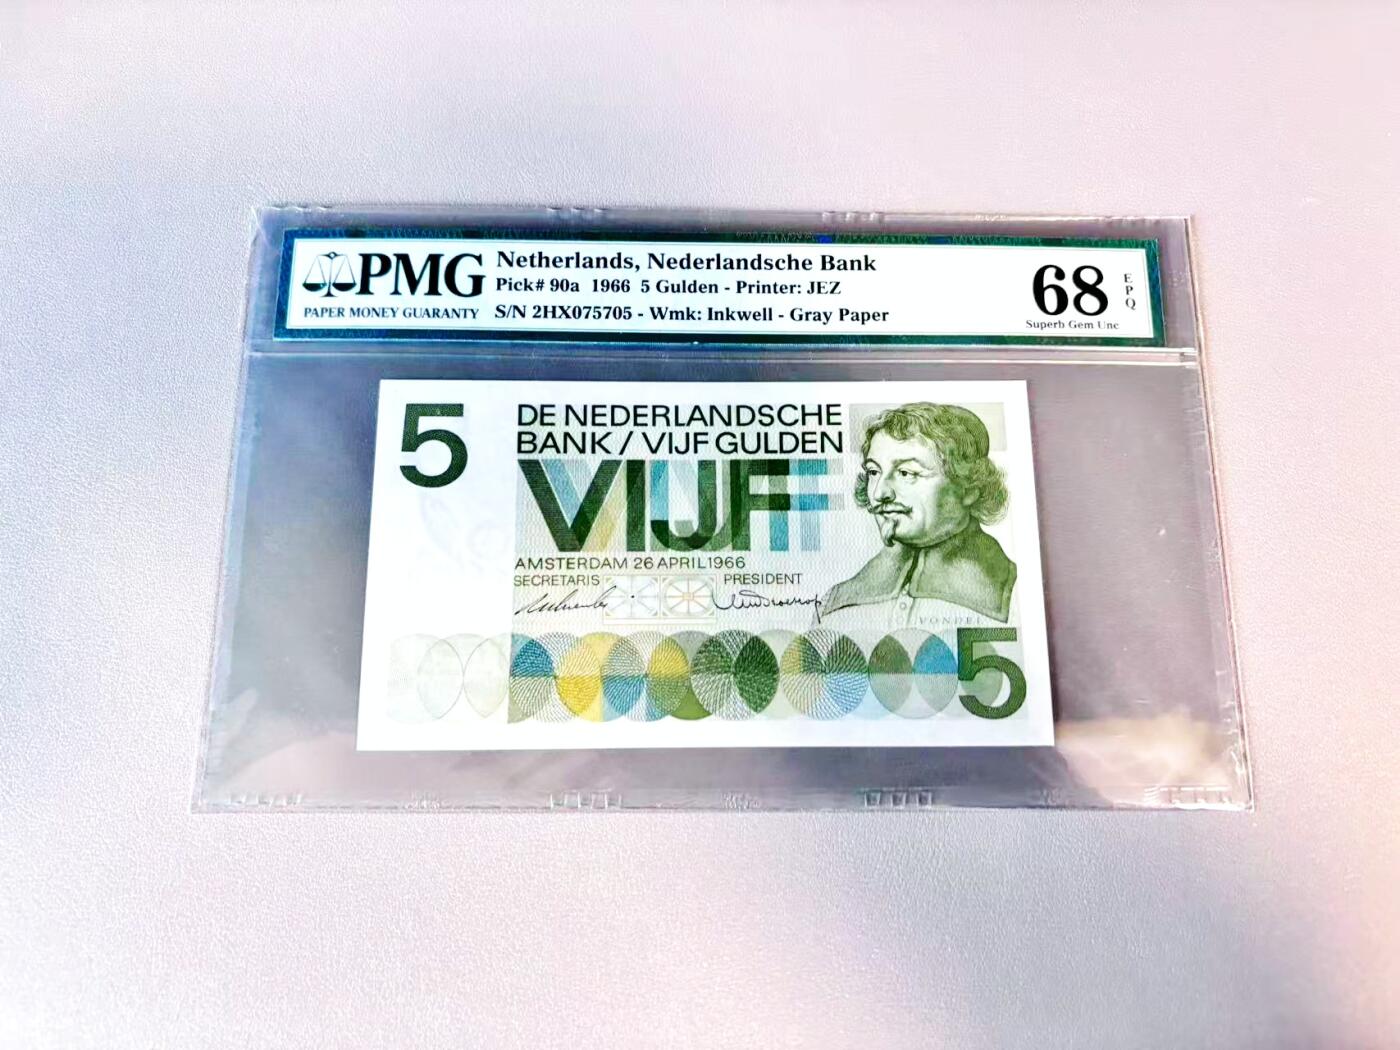 PMG
PAPER MONEY GUARANTY
Netherlands, Nederlandsche Bank
Pick# 90a 1966 5 Gulden - Printer: JEZ
S/N 2HX075705 - Wmk: Inkwell - Gray Paper
68
EPQ
Superb Gem Unc
5
DE NEDERLANDSCHE
BANK / VIJF GULDEN
VIJF
AMSTERDAM 26 APRIL 1966
SECRETARIS PRESIDENT
VONDEL
5